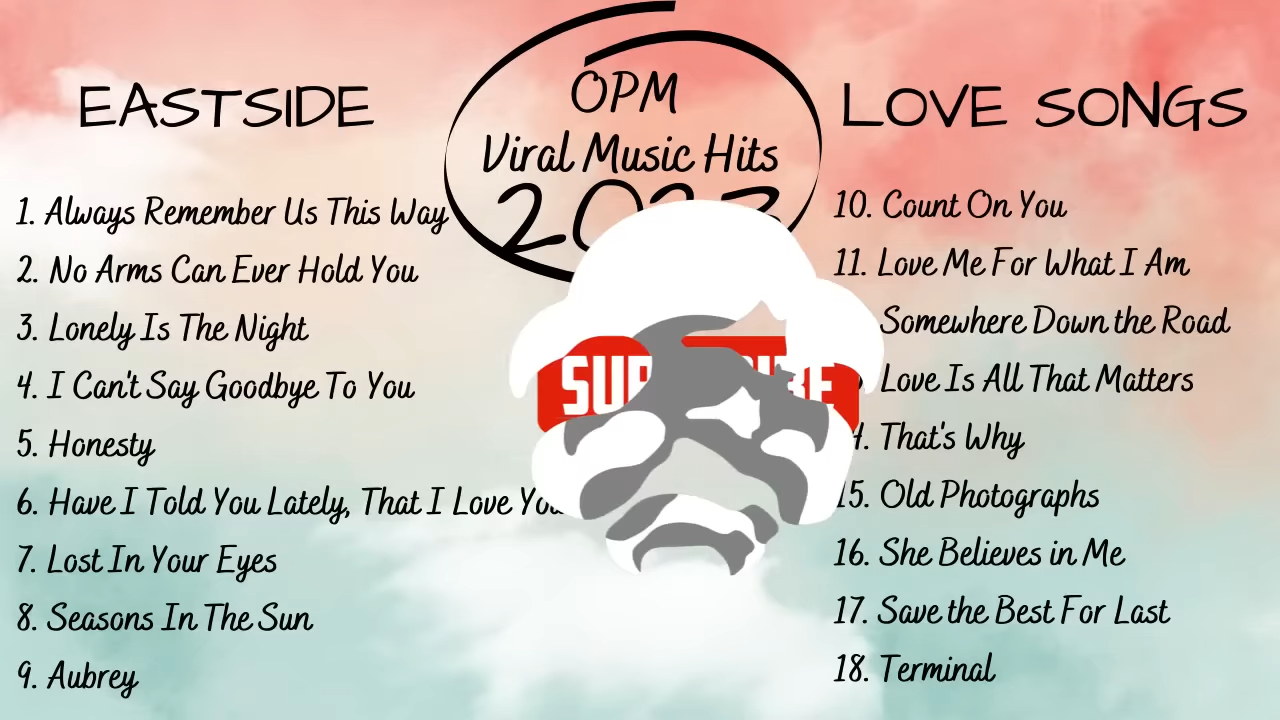 EASTSIDE
OPM
Viral Music Hits
LOVE SONGS
1. Always Remember Us This Way
2. No Arms Can Ever Hold You
3. Lonely Is The Night
4. I Can't Say Goodbye To You
5. Honesty
6. Have I Told You Lately, That I Love You
7. Lost In Your Eyes
8. Seasons In The Sun
9. Aubrey
10. Count On You
11. Love Me For What I Am
Somewhere Down the Road
Love Is All That Matters
That's Why
15. Old Photographs
16. She Believes in Me
17. Save the Best For Last
18. Terminal